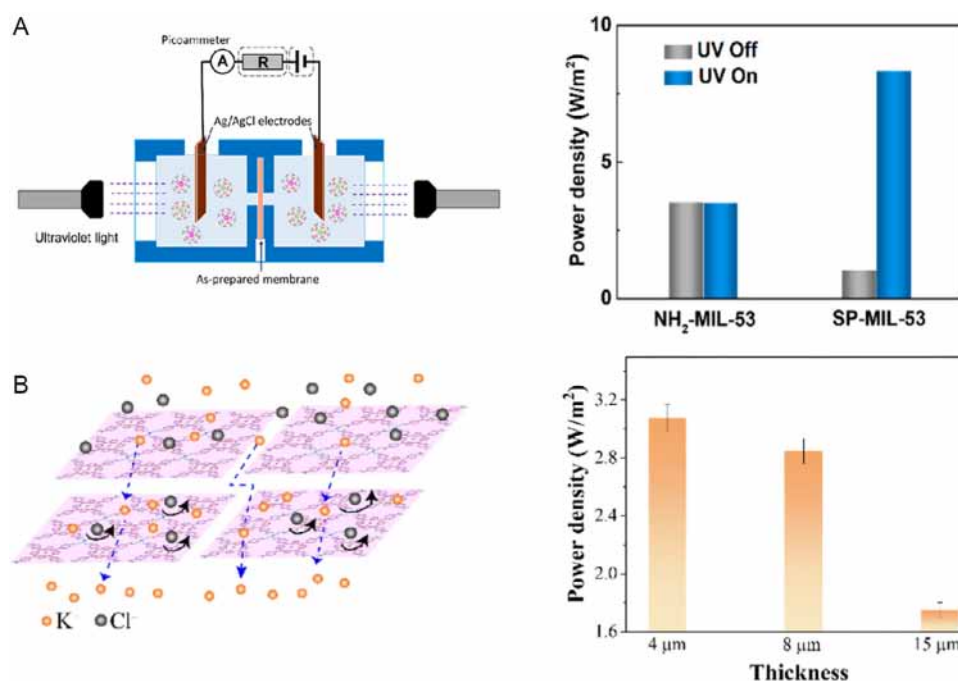 A
Picoammeter
A
R
Ag/AgCl electrodes
Ultraviolet light
As-prepared membrane
Power density (W/m²)
10
5
0
UV Off
UV On
NH₂-MIL-53
SP-MIL-53
B
K⁻
Cl⁻
Power density (W/m²)
3.2
2.8
2.4
1.8
1.6
4 μm
8 μm
15 μm
Thickness